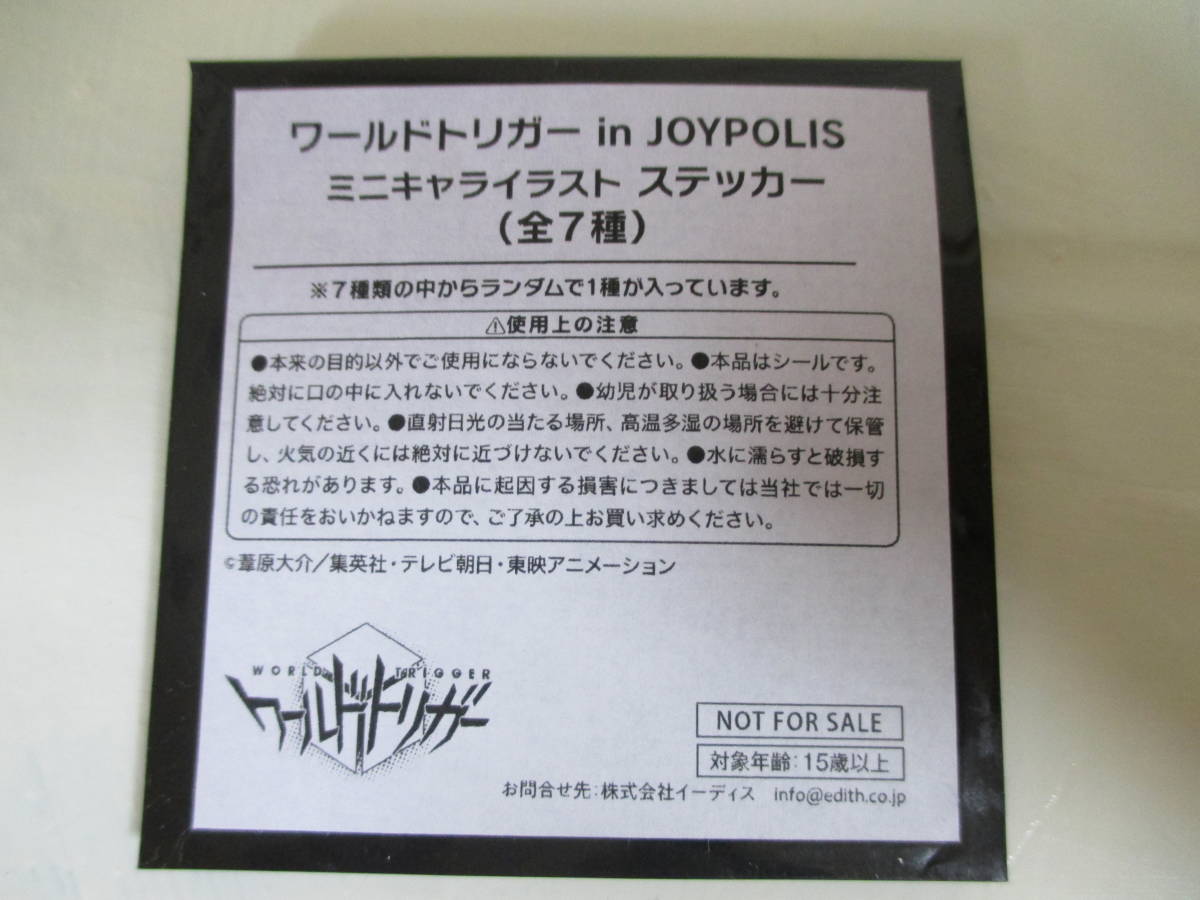 ワールドトリガー in JOYPOLIS
ミニキャライラスト ステッカー
(全7種)
※7種類の中からランダムで1種が入っています。
⚠使用上の注意
●本来の目的以外でご使用にならないでください。●本品はシールです。
絶対に口の中に入れないでください。●幼児が取り扱う場合には十分注
意してください。●直射日光の当たる場所、高温多湿の場所を避けて保管
し、火気の近くには絶対に近づけないでください。●水に濡らすと破損す
る恐れがあります。●本品に起因する損害につきましては当社では一切
の責任をおいかねますので、ご了承の上お買い求めください。
©葦原大介／集英社・テレビ朝日・東映アニメーション
WORLD TRIGGER
ワールドトリガー
NOT FOR SALE
対象年齢:15歳以上
お問合せ先:株式会社イーディス info@edith.co.jp